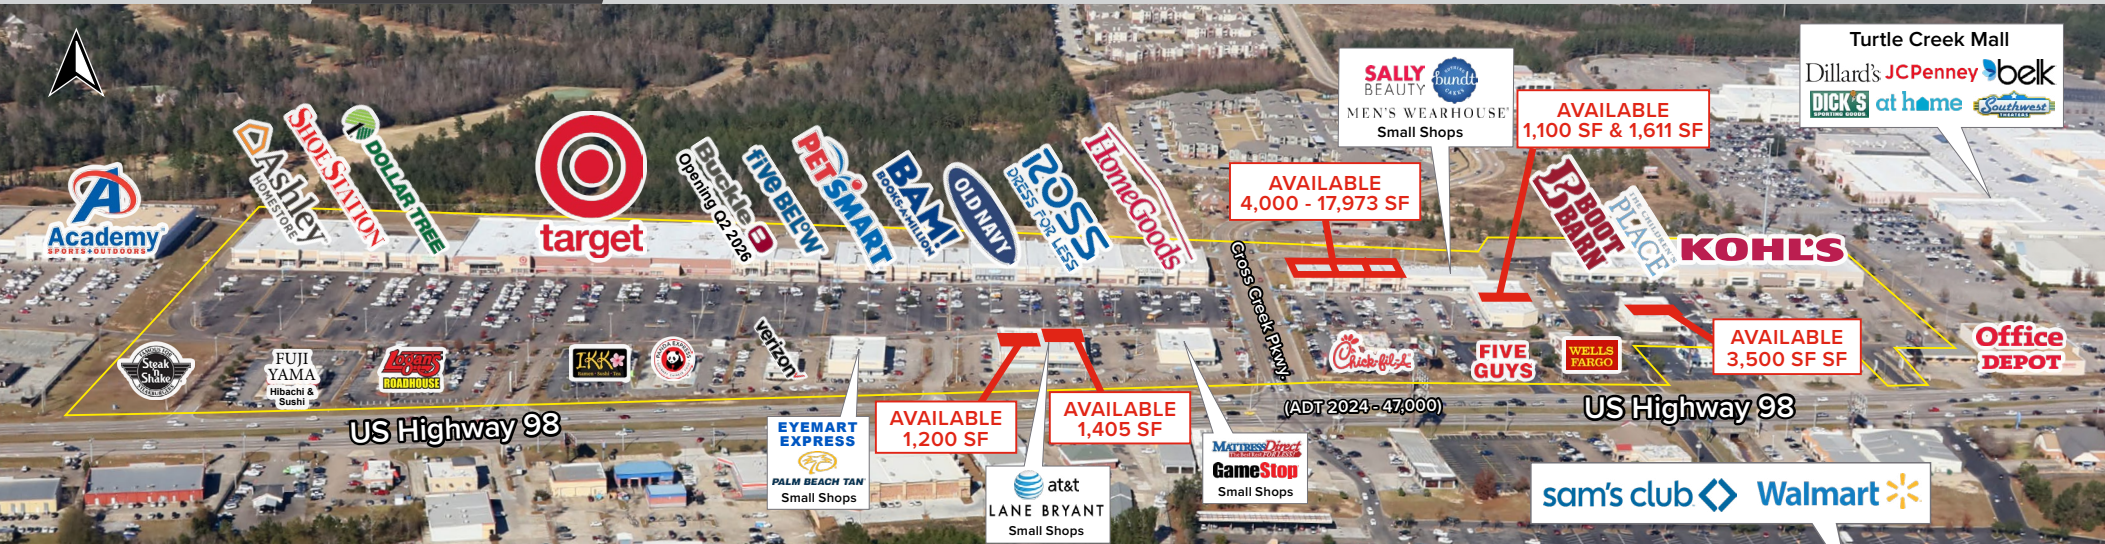 Academy
SPORTS+OUTDOORS
Ashley
HOMESTORE
SHOE STATION
DOLLAR TREE
target
Buckle B
Opening Q2 2026
five BELOW
PETSMART
BAM!
BOOKS-A-MILLION
OLD NAVY
ROSS
DRESS FOR LESS
HomeGoods
Cross Creek Pkwy.
AVAILABLE
4,000 - 17,973 SF
SALLY
BEAUTY
bundt
MEN'S WEARHOUSE
Small Shops
AVAILABLE
1,100 SF & 1,611 SF
BOOT
BARN
THE CHILDREN'S
PLACE
KOHL'S
Turtle Creek Mall
Dillard's JCPenney belk
DICK'S
SPORTING GOODS
at home
Southwest
THEATERS
Steak
n
Shake
FUJI
YAMA
Hibachi &
Sushi
Logan's
ROADHOUSE
IKK
Ramen · Sushi · Tea
PANDA EXPRESS
verizon
Chick-fil-A
FIVE
GUYS
WELLS
FARGO
AVAILABLE
3,500 SF SF
Office
DEPOT
US Highway 98
EYEMART
EXPRESS
PALM BEACH TAN
Small Shops
AVAILABLE
1,200 SF
AVAILABLE
1,405 SF
at&t
LANE BRYANT
Small Shops
MATTRESS Direct
GameStop
Small Shops
(ADT 2024 - 47,000)
US Highway 98
sam's club Walmart